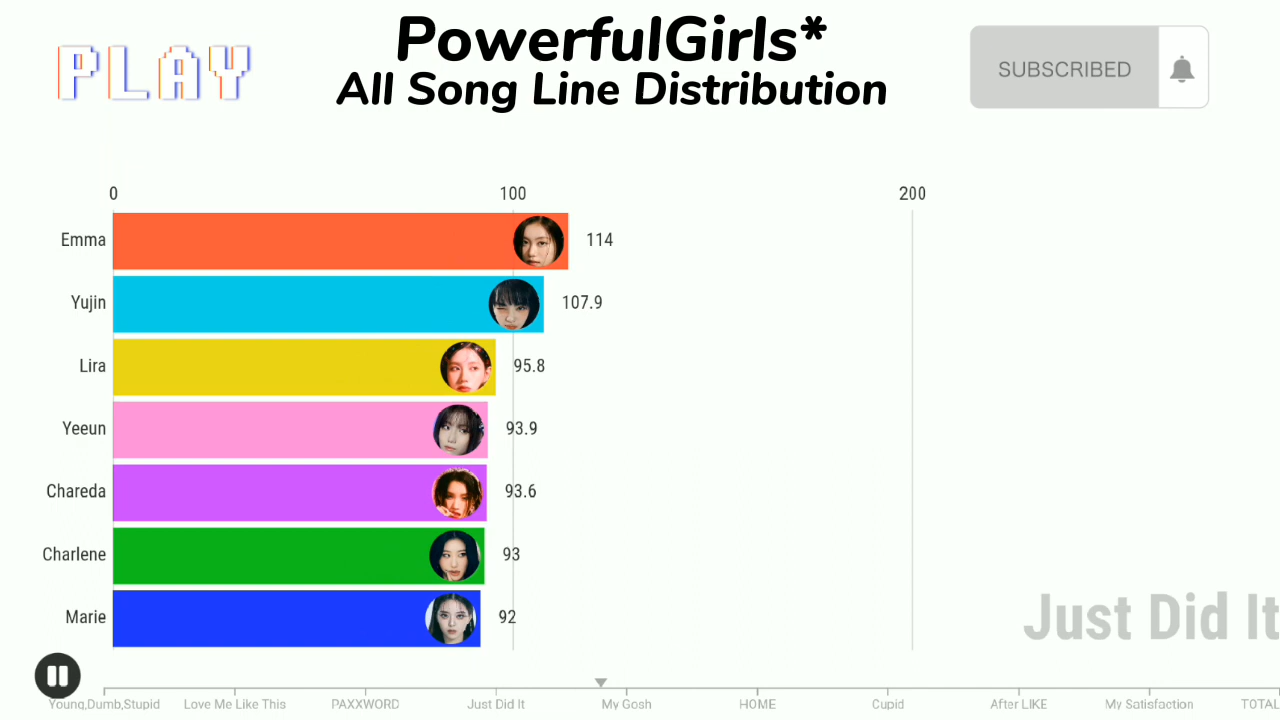 PLAY
PowerfulGirls*
All Song Line Distribution
SUBSCRIBED
0 100 200
Emma 114
Yujin 107.9
Lira 95.8
Yeeun 93.9
Chareda 93.6
Charlene 93
Marie 92
Just Did It
Young,Dumb,Stupid Love Me Like This PAXXWORD Just Did It My Gosh HOME Cupid After LIKE My Satisfaction TOTAL